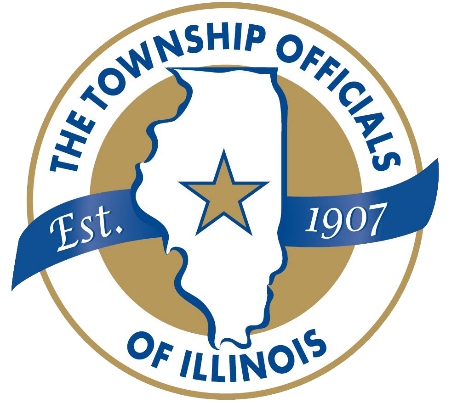 THE TOWNSHIP OFFICIALS
Est. 1907
OF ILLINOIS